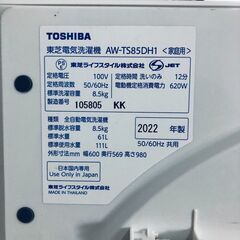 TOSHIBA
東芝電気洗濯機 AW-TS85DH1 <家庭用>
東芝ライフスタイル株式会社 JET
定格電圧 100V 定格時間 洗いのみ 12分
定格周波数 50/60Hz 電動機定格消費電力 620W
標準洗濯容量 8.5kg
製造番号 105805 KK
種類 全自動電気洗濯機
標準脱水容量 8.5kg
標準水量 61L
標準使用水量 111L 50/60Hz 共用
外形寸法mm 幅600 奥行569 高さ980
2022 年製
日本国内専用
Use only in Japan
東芝ライフスタイル株式会社
MADE IN THAILAND